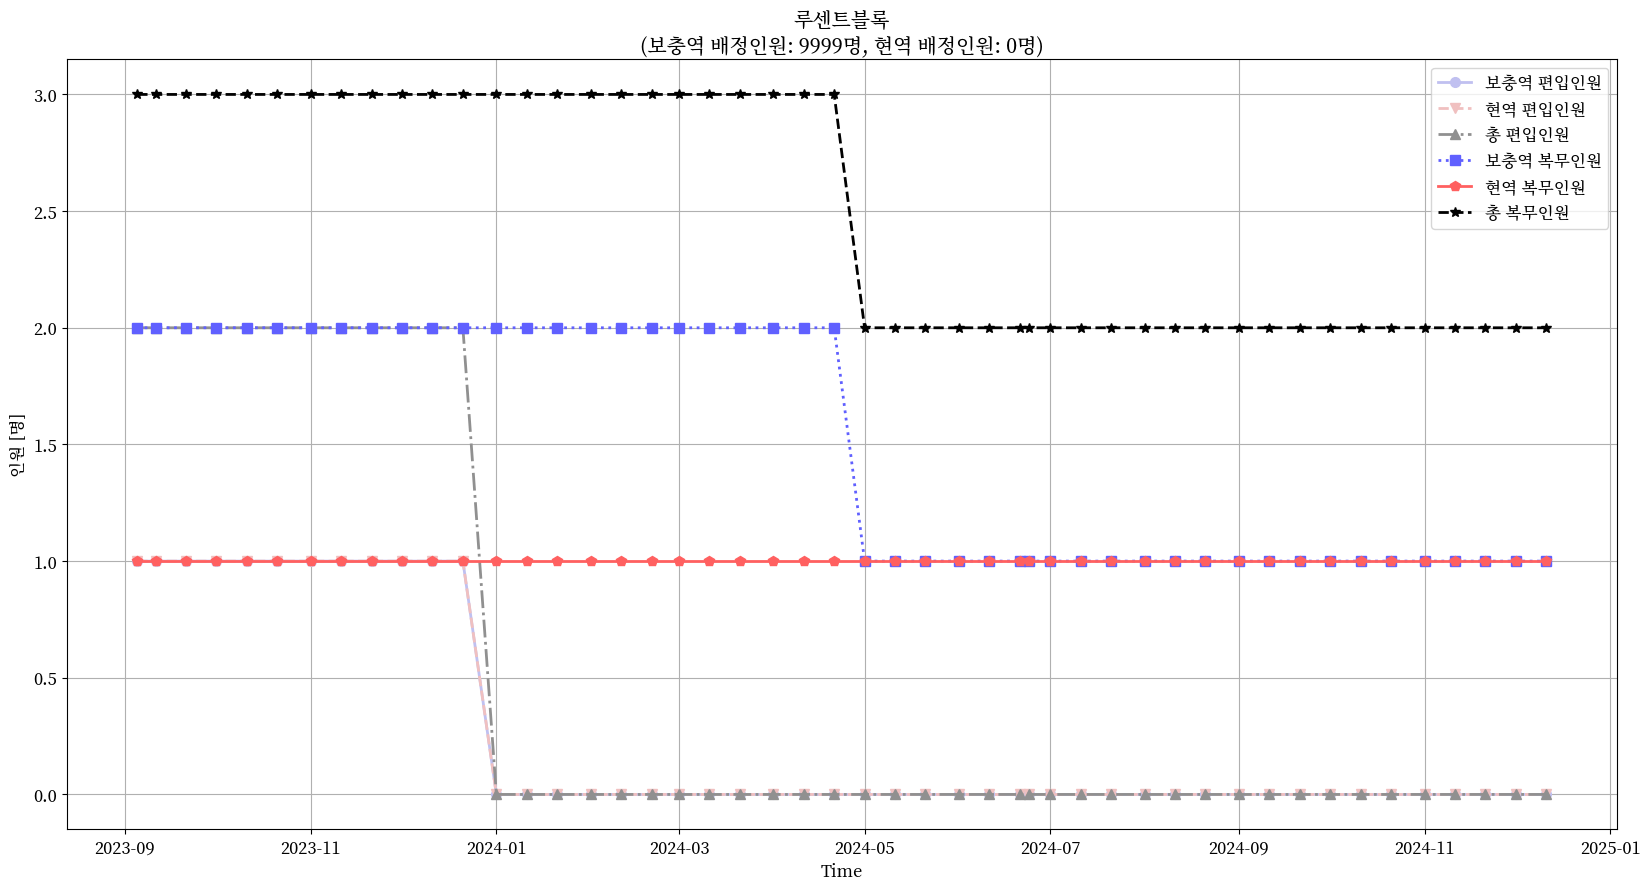 루센트블록
(보충역 배정인원: 9999명, 현역 배정인원: 0명)
보충역 편입인원
현역 편입인원
총 편입인원
보충역 복무인원
현역 복무인원
총 복무인원
인원 [명]
3.0
2.5
2.0
1.5
1.0
0.5
0.0
2023-09
2023-11
2024-01
2024-03
2024-05
2024-07
2024-09
2024-11
2025-01
Time